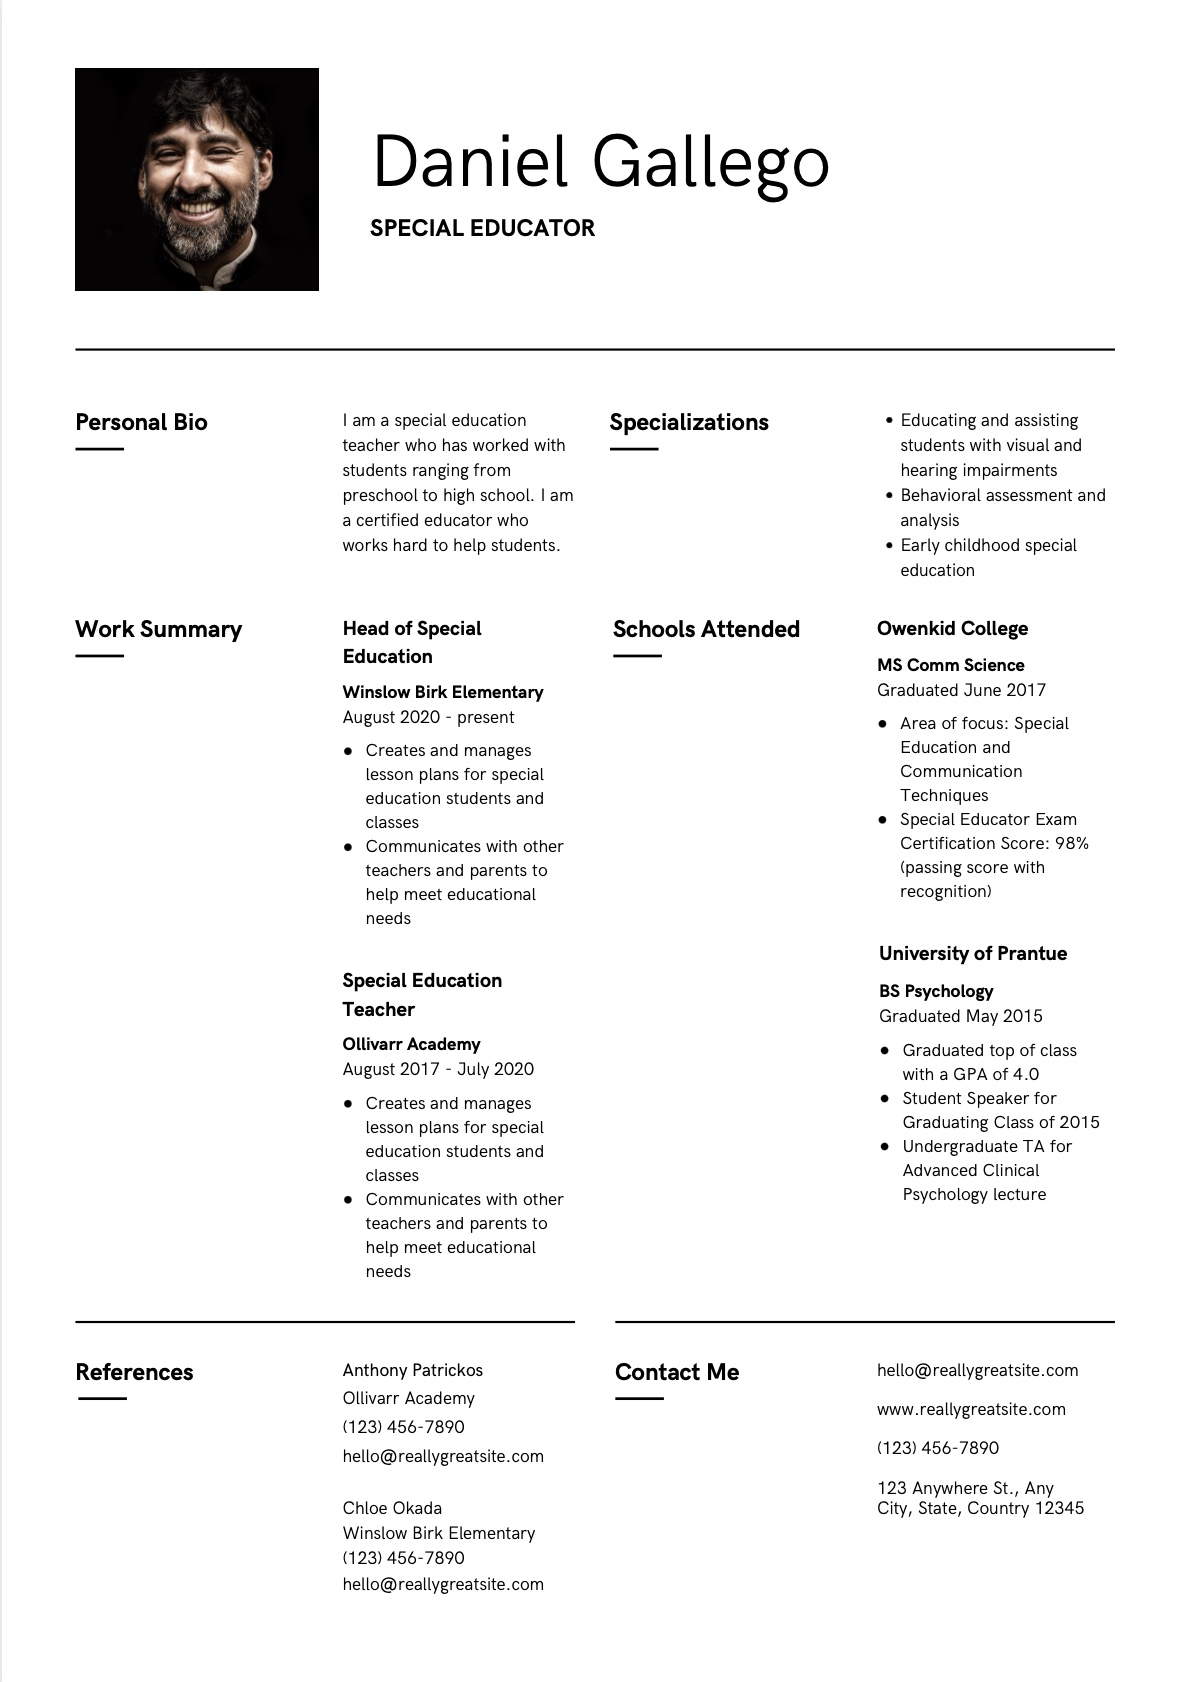 Daniel Gallego
SPECIAL EDUCATOR
Personal Bio
I am a special education
teacher who has worked with
students ranging from
preschool to high school. I am
a certified educator who
works hard to help students.
Specializations
• Educating and assisting
students with visual and
hearing impairments
• Behavioral assessment and
analysis
• Early childhood special
education
Work Summary
Head of Special
Education
Winslow Birk Elementary
August 2020 - present
• Creates and manages
lesson plans for special
education students and
classes
• Communicates with other
teachers and parents to
help meet educational
needs
Special Education
Teacher
Ollivarr Academy
August 2017 - July 2020
• Creates and manages
lesson plans for special
education students and
classes
• Communicates with other
teachers and parents to
help meet educational
needs
Schools Attended
Owenkid College
MS Comm Science
Graduated June 2017
• Area of focus: Special
Education and
Communication
Techniques
• Special Educator Exam
Certification Score: 98%
(passing score with
recognition)
University of Prantue
BS Psychology
Graduated May 2015
• Graduated top of class
with a GPA of 4.0
• Student Speaker for
Graduating Class of 2015
• Undergraduate TA for
Advanced Clinical
Psychology lecture
References
Anthony Patrickos
Ollivarr Academy
(123) 456-7890
hello@reallygreatsite.com
Chloe Okada
Winslow Birk Elementary
(123) 456-7890
hello@reallygreatsite.com
Contact Me
hello@reallygreatsite.com
www.reallygreatsite.com
(123) 456-7890
123 Anywhere St., Any
City, State, Country 12345